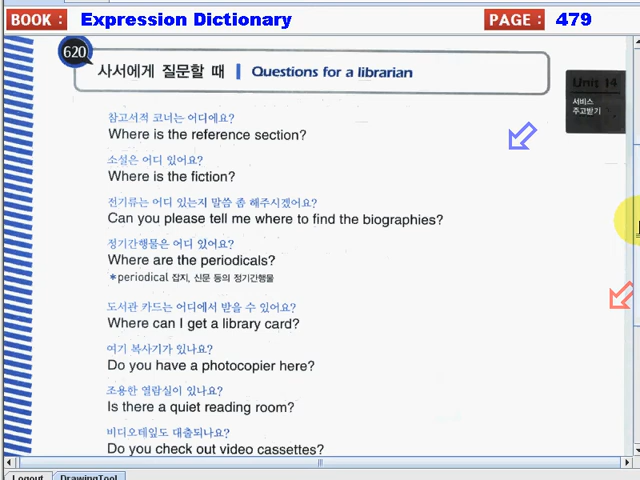 BOOK : Expression Dictionary PAGE : 479
620 사서에게 질문할 때 Questions for a librarian
Unit 14
서비스
주고받기
참고서적 코너는 어디에요?
Where is the reference section?
소설은 어디 있어요?
Where is the fiction?
전기류는 어디 있는지 말씀 좀 해주시겠어요?
Can you please tell me where to find the biographies?
정기간행물은 어디 있어요?
Where are the periodicals?
*periodical 잡지, 신문 등의 정기간행물
도서관 카드는 어디에서 받을 수 있어요?
Where can I get a library card?
여기 복사기가 있나요?
Do you have a photocopier here?
조용한 열람실이 있나요?
Is there a quiet reading room?
비디오테잎도 대출되나요?
Do you check out video cassettes?
Logout DrawingTool